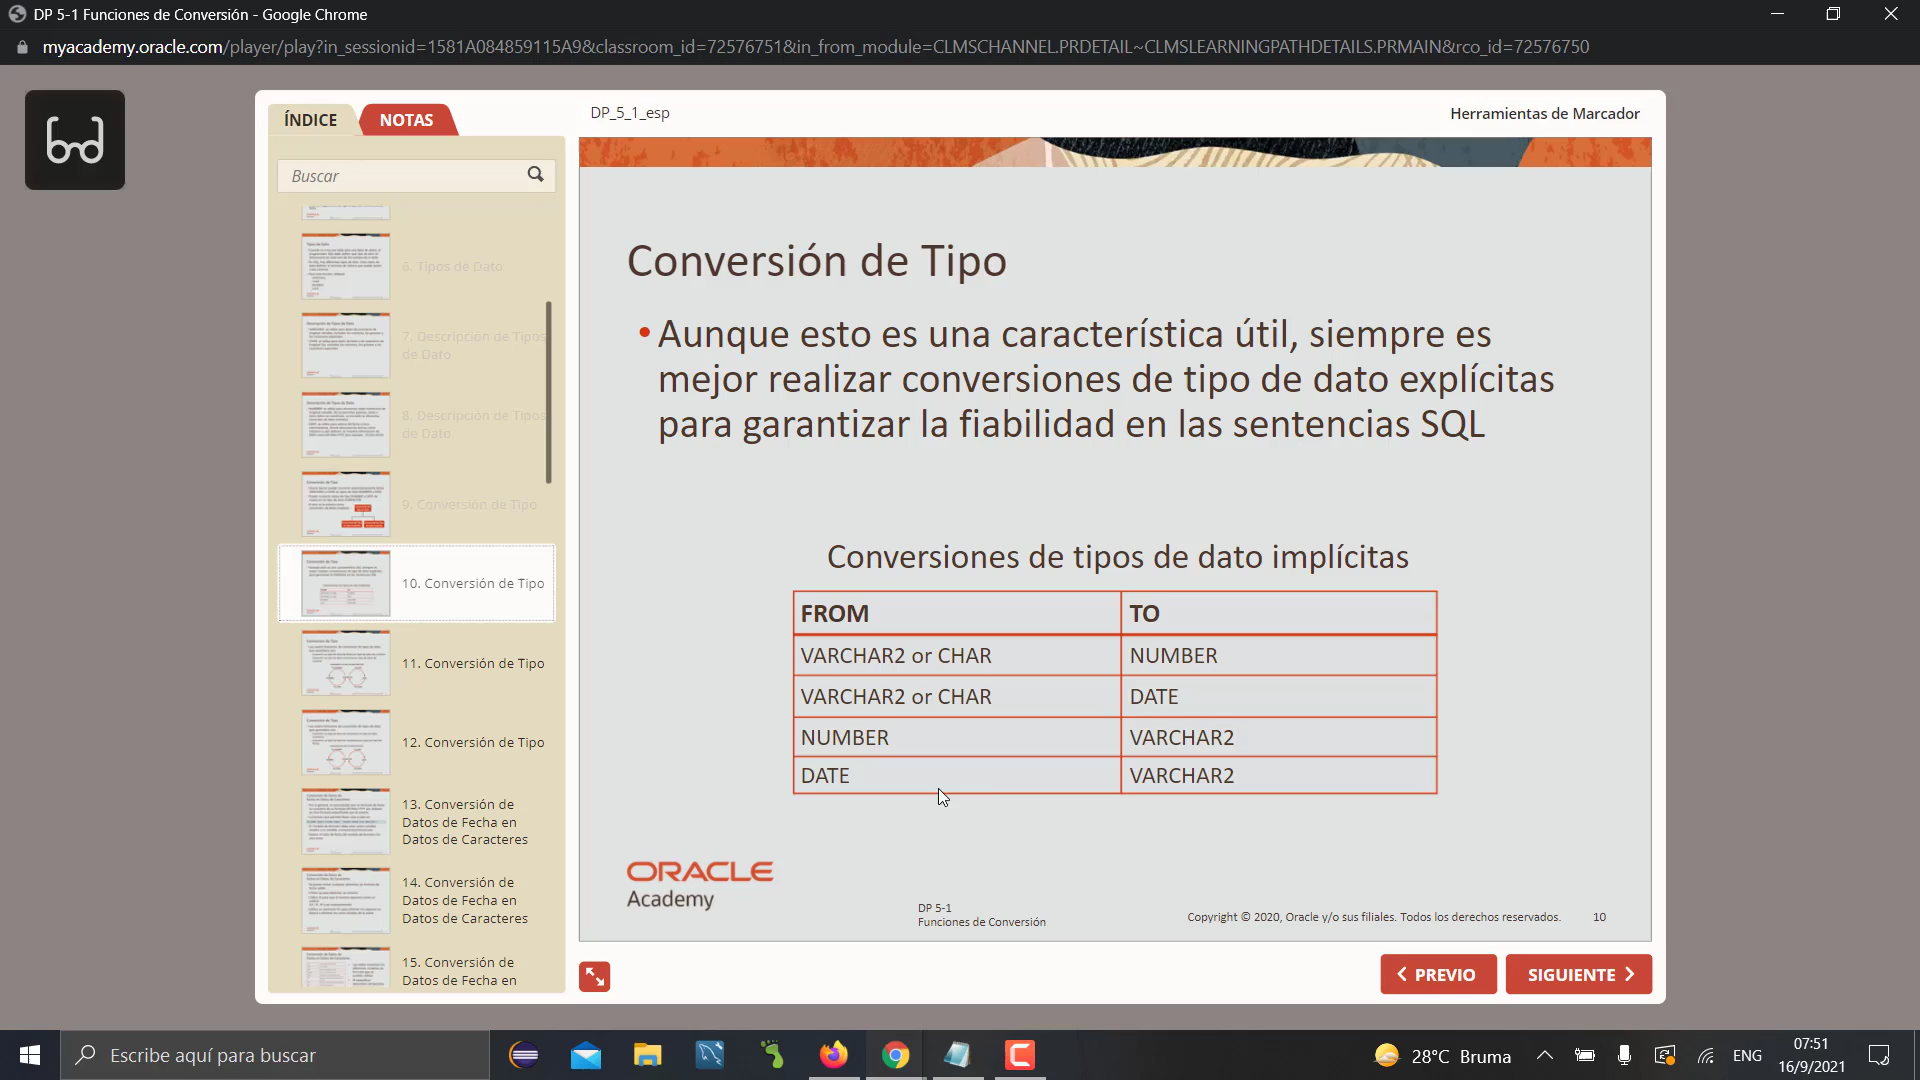 DP 5-1 Funciones de Conversión - Google Chrome
myacademy.oracle.com/player/play?in_sessionid=1581A084859115A9&classroom_id=72576751&in_from_module=CLMSCHANNEL.PRDETAIL~CLMSLEARNINGPATHDETAILS.PRMAIN&rco_id=72576750
ÍNDICE
NOTAS
DP_5_1_esp
Herramientas de Marcador
Buscar
6. Tipos de Dato
7. Descripción de Tipos
de Dato
8. Descripción de Tipos
de Dato
9. Conversión de Tipo
10. Conversión de Tipo
11. Conversión de Tipo
12. Conversión de Tipo
13. Conversión de
Datos de Fecha en
Datos de Caracteres
14. Conversión de
Datos de Fecha en
Datos de Caracteres
15. Conversión de
Datos de Fecha en
Conversión de Tipo
• Aunque esto es una característica útil, siempre es
mejor realizar conversiones de tipo de dato explícitas
para garantizar la fiabilidad en las sentencias SQL
Conversiones de tipos de dato implícitas
FROM TO
VARCHAR2 or CHAR NUMBER
VARCHAR2 or CHAR DATE
NUMBER VARCHAR2
DATE VARCHAR2
ORACLE
Academy
DP 5-1
Funciones de Conversión
Copyright © 2020, Oracle y/o sus filiales. Todos los derechos reservados.
10
PREVIO
SIGUIENTE
Escribe aquí para buscar
28°C Bruma
ENG
07:51
16/9/2021